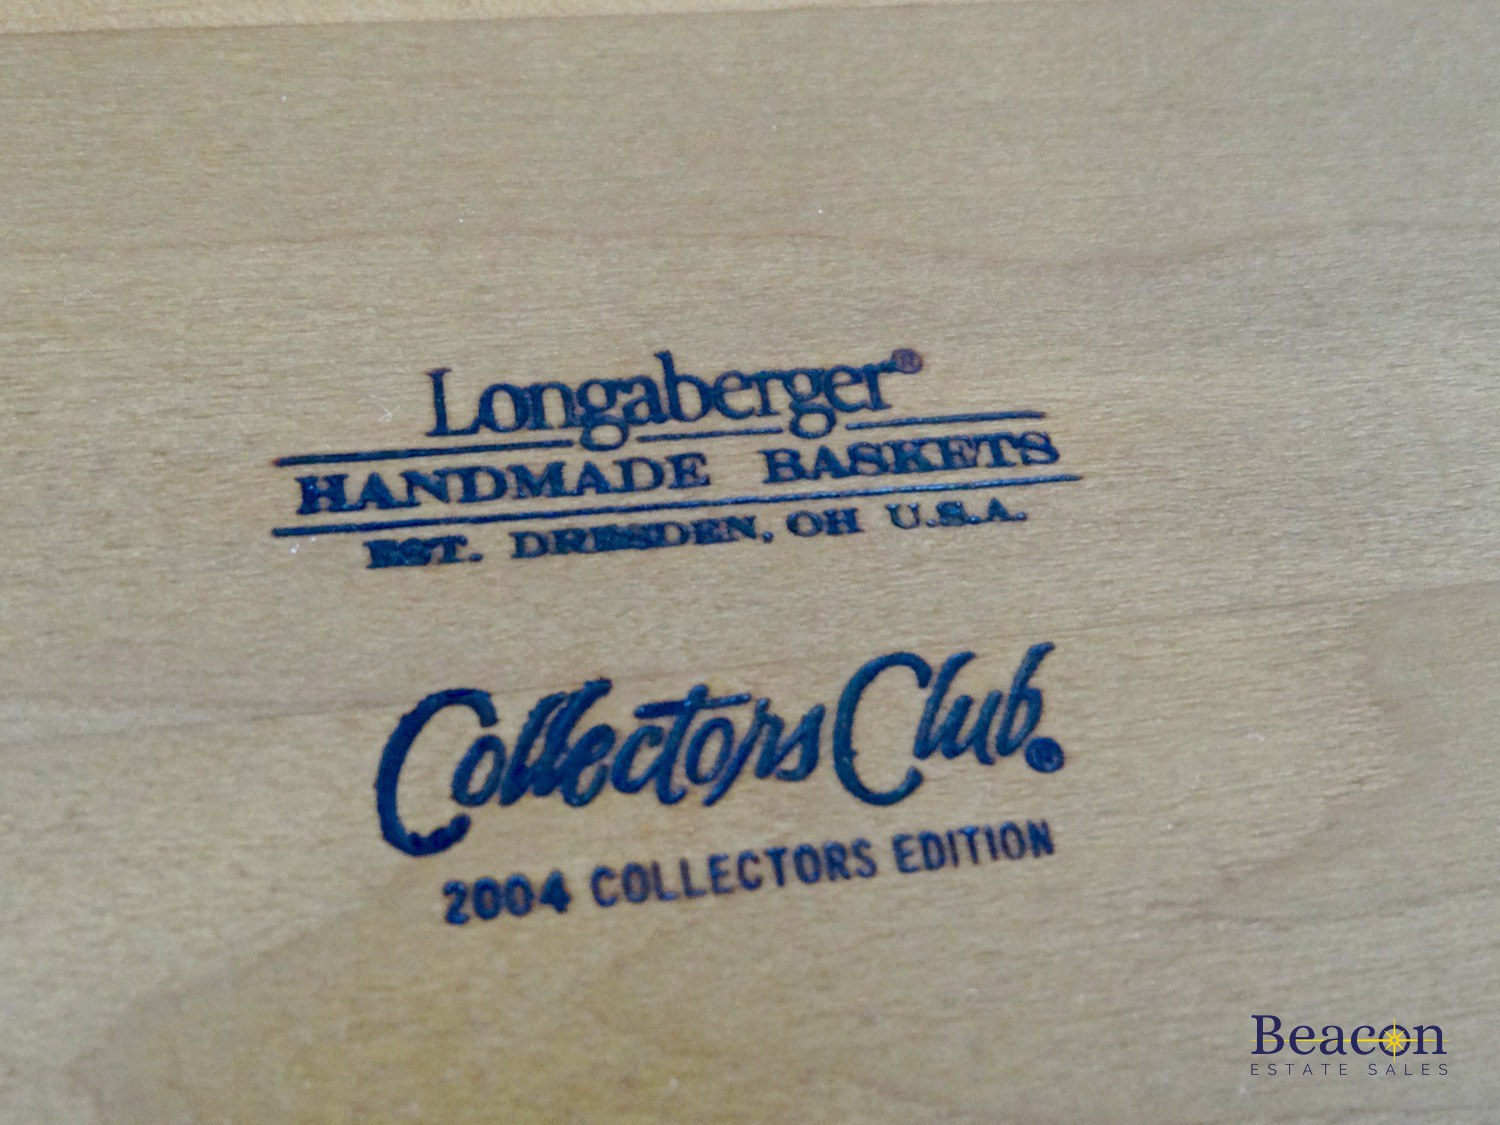 Longaberger®
HANDMADE BASKETS
EST. DRESDEN, OH U.S.A.
Collectors Club®
2004 COLLECTORS EDITION
Beacon
ESTATE SALES